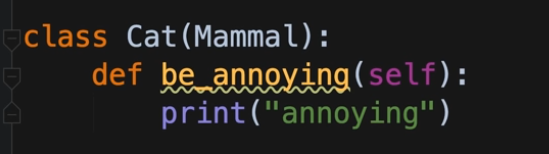 class Cat(Mammal):
    def be_annoying(self):
        print("annoying")